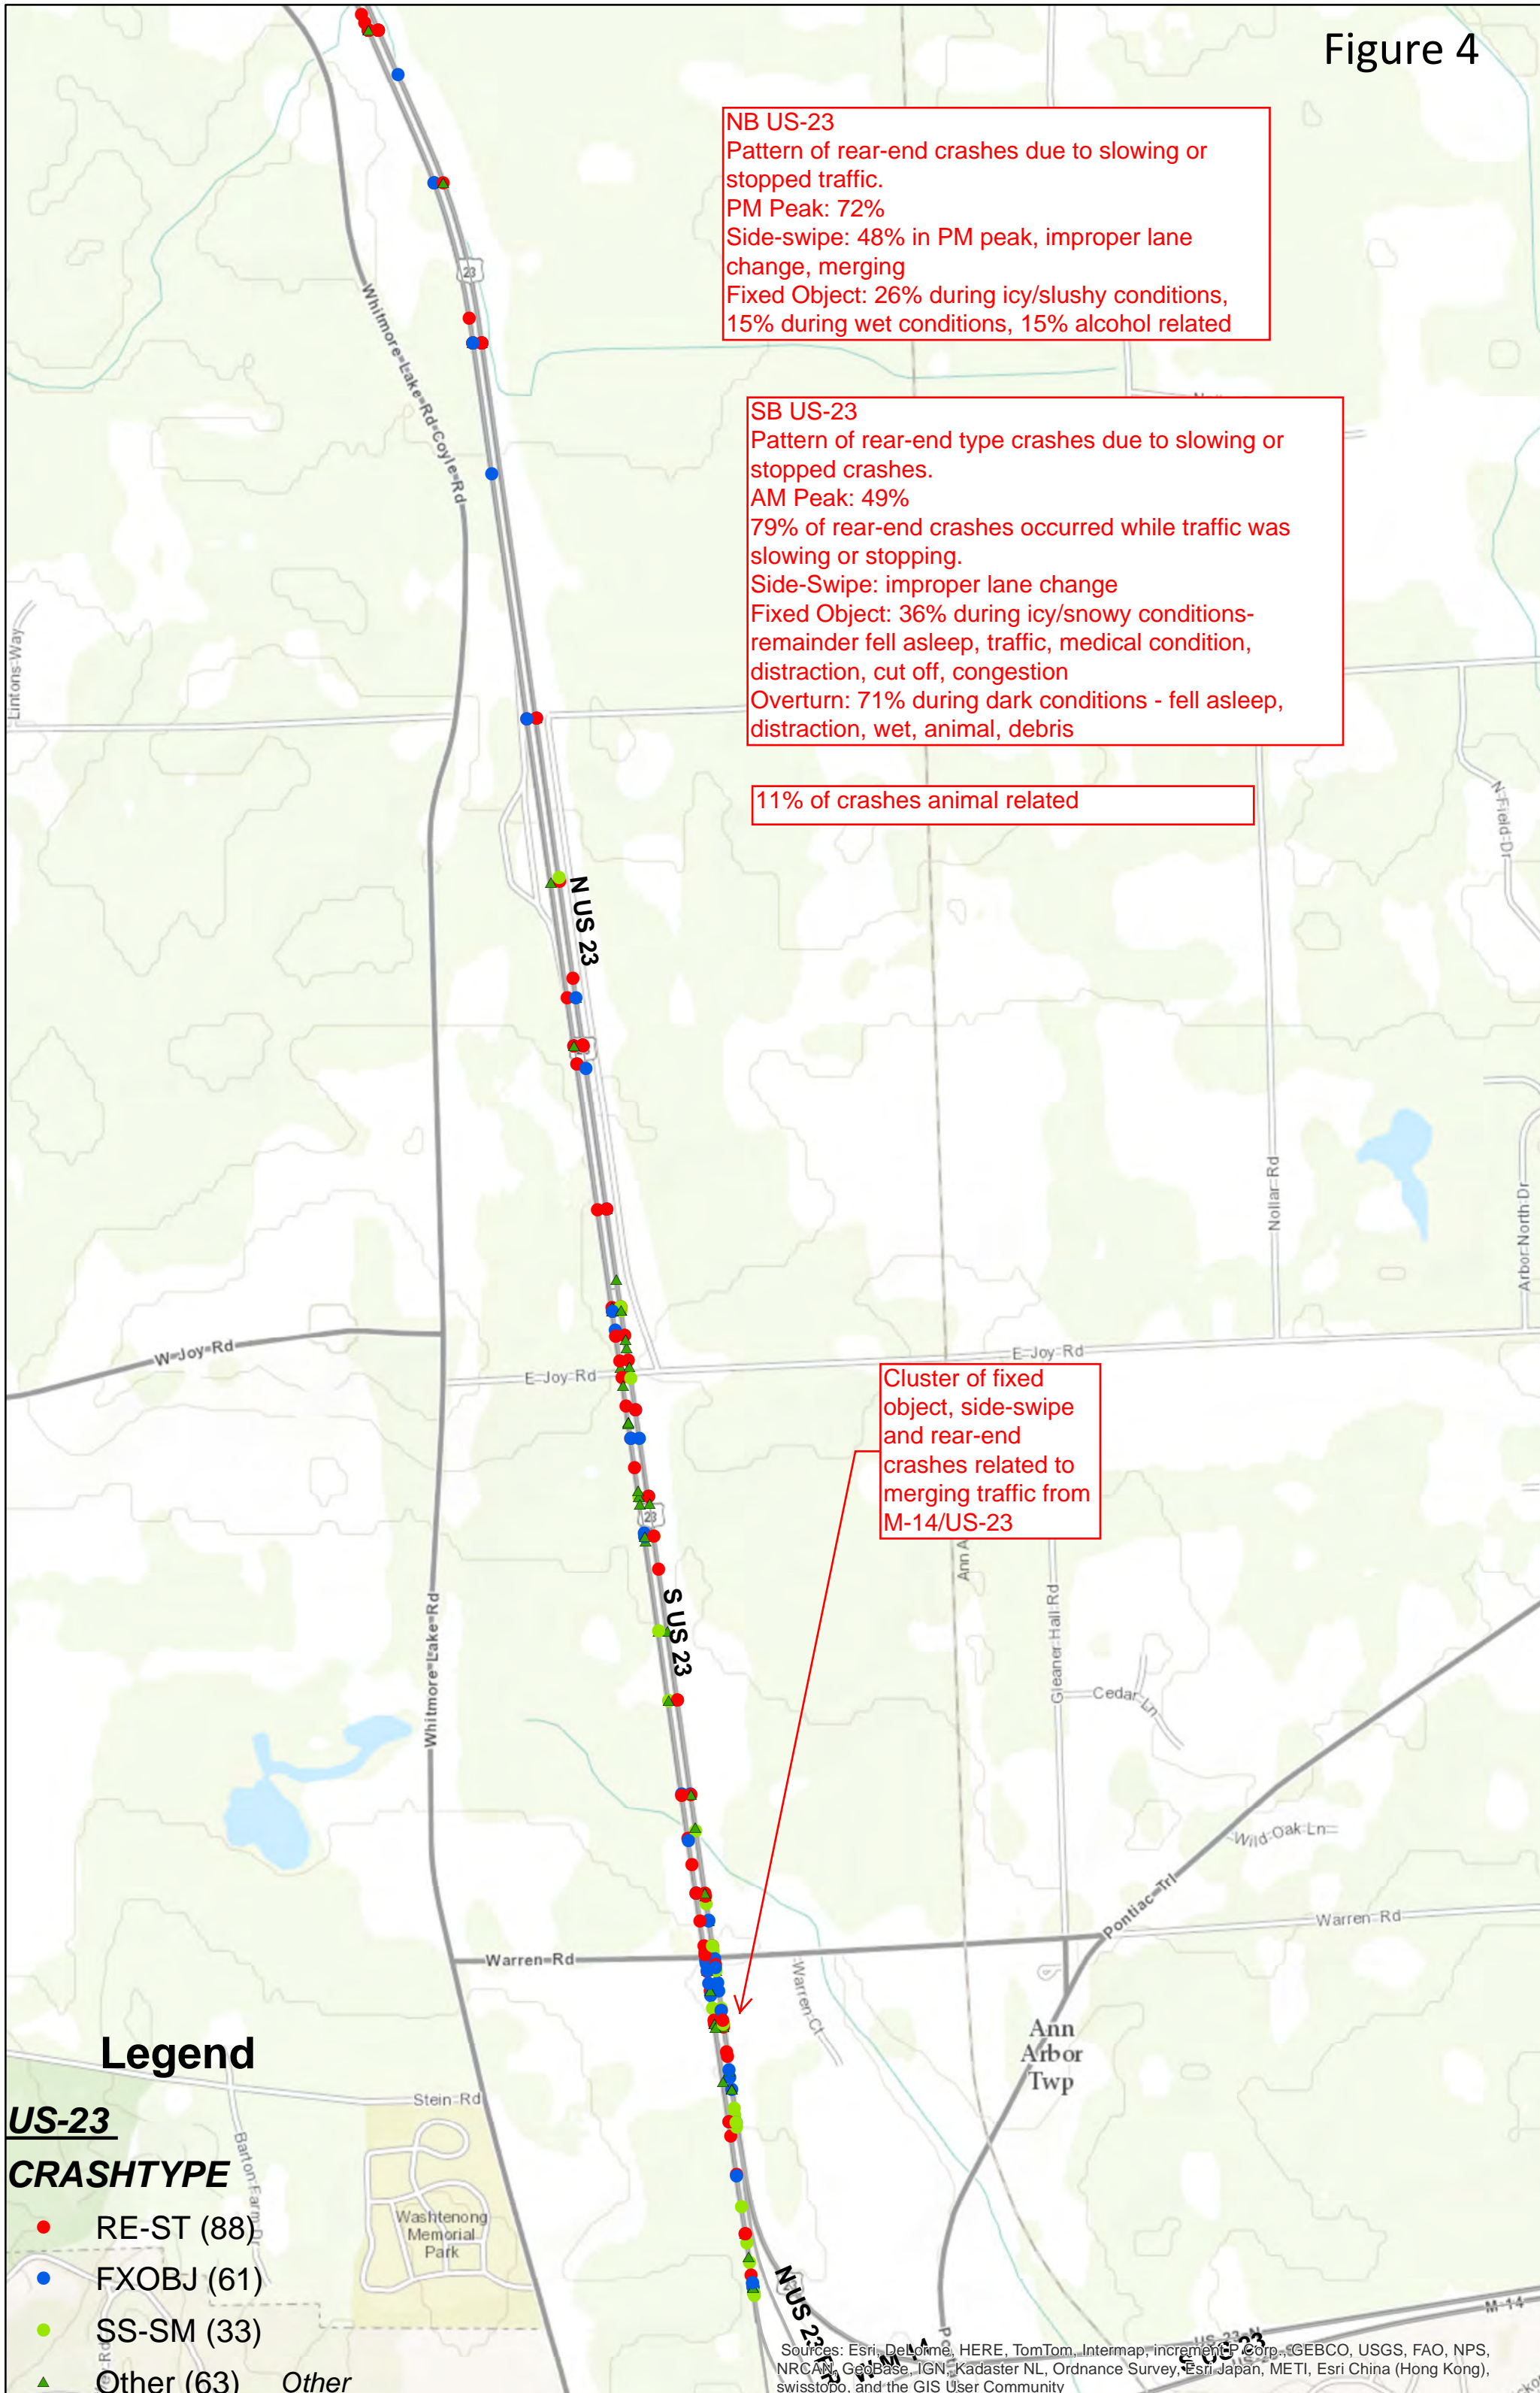 Figure 4
NB US-23
Pattern of rear-end crashes due to slowing or
stopped traffic.
PM Peak: 72%
Side-swipe: 48% in PM peak, improper lane
change, merging
Fixed Object: 26% during icy/slushy conditions,
15% during wet conditions, 15% alcohol related
23
Whitmore Lake Rd
Coyle Rd
SB US-23
Pattern of rear-end type crashes due to slowing or
stopped crashes.
AM Peak: 49%
79% of rear-end crashes occurred while traffic was
slowing or stopping.
Side-Swipe: improper lane change
Fixed Object: 36% during icy/snowy conditions-
remainder fell asleep, traffic, medical condition,
distraction, cut off, congestion
Overturn: 71% during dark conditions - fell asleep,
distraction, wet, animal, debris
Lintons Way
11% of crashes animal related
N Field Dr
N US 23
Nollar Rd
Arbor North Dr
W Joy Rd
E Joy Rd
E Joy Rd
Cluster of fixed
object, side-swipe
and rear-end
crashes related to
merging traffic from
M-14/US-23
23
Ann A
S US 23
Whitmore Lake Rd
Gleaner Hall Rd
Cedar Ln
Wild Oak Ln
Pontiac Trl
Warren Rd
Warren Rd
Warren Ct
Ann
Arbor
Twp
Legend
Stein Rd
US-23
Barton Farm Dr
CRASHTYPE
Washtenong
Memorial
Park
RE-ST (88)
FXOBJ (61)
SS-SM (33)
Other (63) Other
N US 23
M-14
US-23-N
S US 23
Sources: Esri, DeLorme, HERE, TomTom, Intermap, increment P Corp., GEBCO, USGS, FAO, NPS,
NRCAN, GeoBase, IGN, Kadaster NL, Ordnance Survey, Esri Japan, METI, Esri China (Hong Kong),
swisstopo, and the GIS User Community